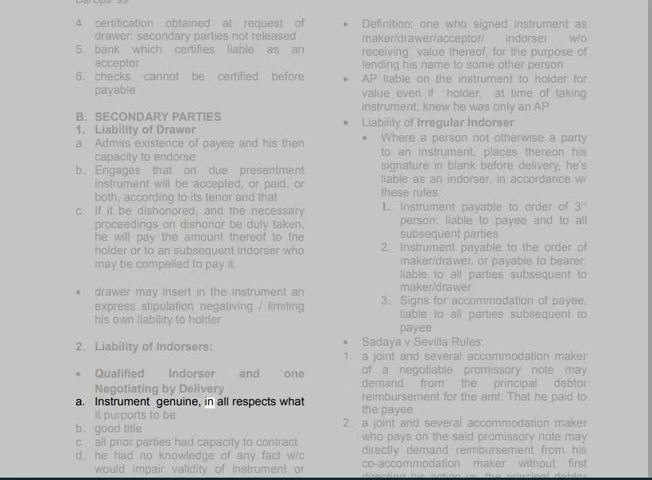 BarOps '99
4. certification obtained at request of
drawer: secondary parties not released
5. bank which certifies liable as an
acceptor
6. checks cannot be certified before
payable
B. SECONDARY PARTIES
1. Liability of Drawer
a. Admits existence of payee and his then
capacity to endorse
b. Engages that on due presentment
instrument will be accepted, or paid, or
both, according to its tenor and that
c. If it be dishonored, and the necessary
proceedings on dishonor be duly taken,
he will pay the amount thereof to the
holder or to an subsequent indorser who
may be compelled to pay it
• drawer may insert in the instrument an
express stipulation negativing / limiting
his own liability to holder
2. Liability of Indorsers:
• Qualified Indorser and one
Negotiating by Delivery
a. Instrument genuine, in all respects what
it purports to be
b. good title
c. all prior parties had capacity to contract
d. he had no knowledge of any fact w/c
would impair validity of instrument or
• Definition: one who signed instrument as
maker/drawer/acceptor/ indorser w/o
receiving value thereof, for the purpose of
lending his name to some other person
• AP liable on the instrument to holder for
value even if holder, at time of taking
instrument, knew he was only an AP
• Liability of Irregular Indorser
• Where a person not otherwise a party
to an instrument, places thereon his
signature in blank before delivery, he's
liable as an indorser, in accordance w/
these rules:
1. Instrument payable to order of 3rd
person: liable to payee and to all
subsequent parties
2. Instrument payable to the order of
maker/drawer, or payable to bearer:
liable to all parties subsequent to
maker/drawer
3. Signs for accommodation of payee,
liable to all parties subsequent to
payee
• Sadaya v Sevilla Rules:
1. a joint and several accommodation maker
of a negotiable promissory note may
demand from the principal debtor
reimbursement for the amt. That he paid to
the payee
2. a joint and several accommodation maker
who pays on the said promissory note may
directly demand reimbursement from his
co-accommodation maker without first
directing his action vs. the principal debtor